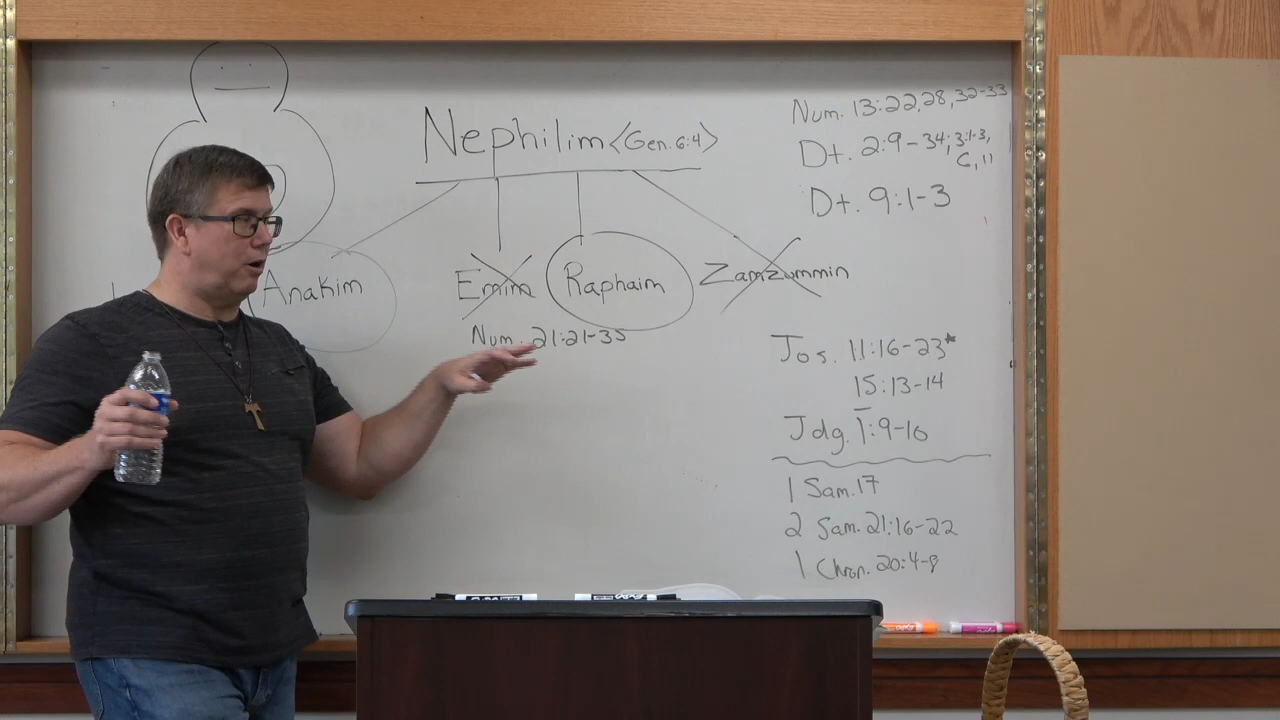 Nephilim <Gen. 6:4>
Anakim Emim Raphaim Zamzummin
Num. 21:21-35
Num. 13:22,28,32-33
Dt. 2:9-34; 3:1-3,
6,11
Dt. 9:1-3
Jos. 11:16-23*
15:13-14
Jdg. 1:9-10
1 Sam. 17
2 Sam. 21:16-22
1 Chron. 20:4-8